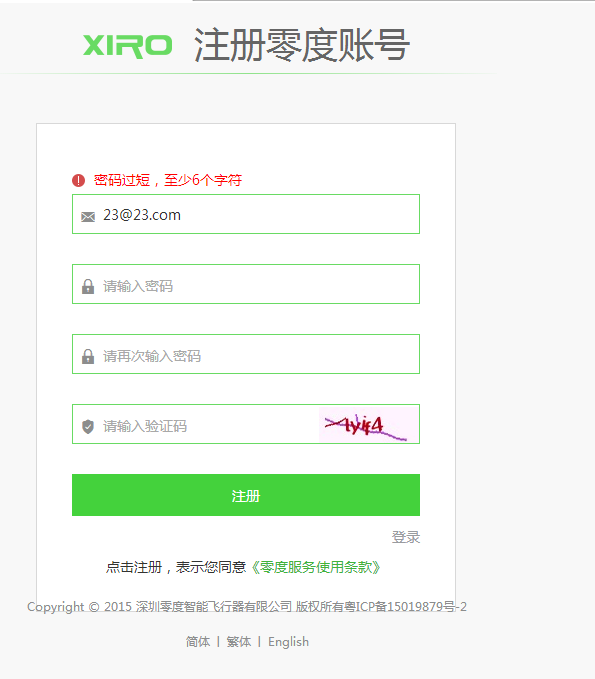 XIRO 注册零度账号
密码过短，至少6个字符
23@23.com
请输入密码
请再次输入密码
请输入验证码
注册
登录
点击注册，表示您同意《零度服务使用条款》
Copyright © 2015 深圳零度智能飞行器有限公司 版权所有粤ICP备15019879号-2
简体 | 繁体 | English